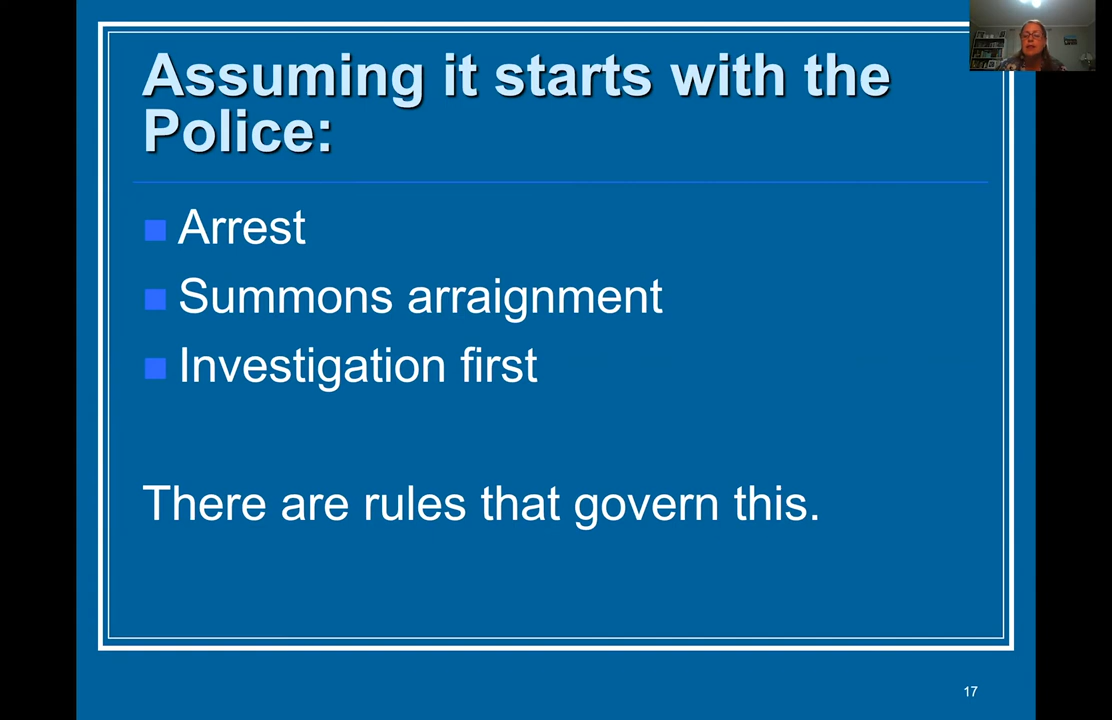 Assuming it starts with the
Police:
Arrest
Summons arraignment
Investigation first
There are rules that govern this.
17